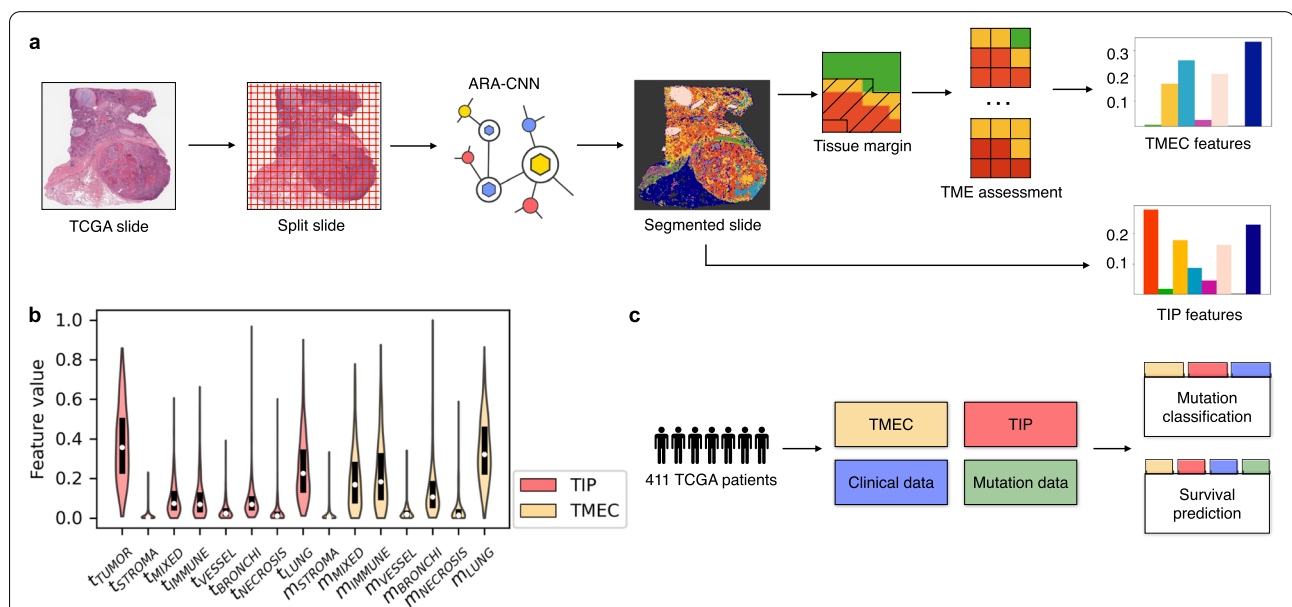 a
TCGA slide
Split slide
ARA-CNN
Segmented slide
Tissue margin
...
TME assessment
0.3
0.2
0.1
TMEC features
0.2
0.1
TIP features
b
Feature value
1.0
0.8
0.6
0.4
0.2
0.0
tTUMOR
tSTROMA
tMIXED
tIMMUNE
tVESSEL
tBRONCHI
tNECROSIS
tLUNG
mSTROMA
mMIXED
mIMMUNE
mVESSEL
mBRONCHI
mNECROSIS
mLUNG
TIP
TMEC
c
411 TCGA patients
TMEC
TIP
Clinical data
Mutation data
Mutation
classification
Survival
prediction